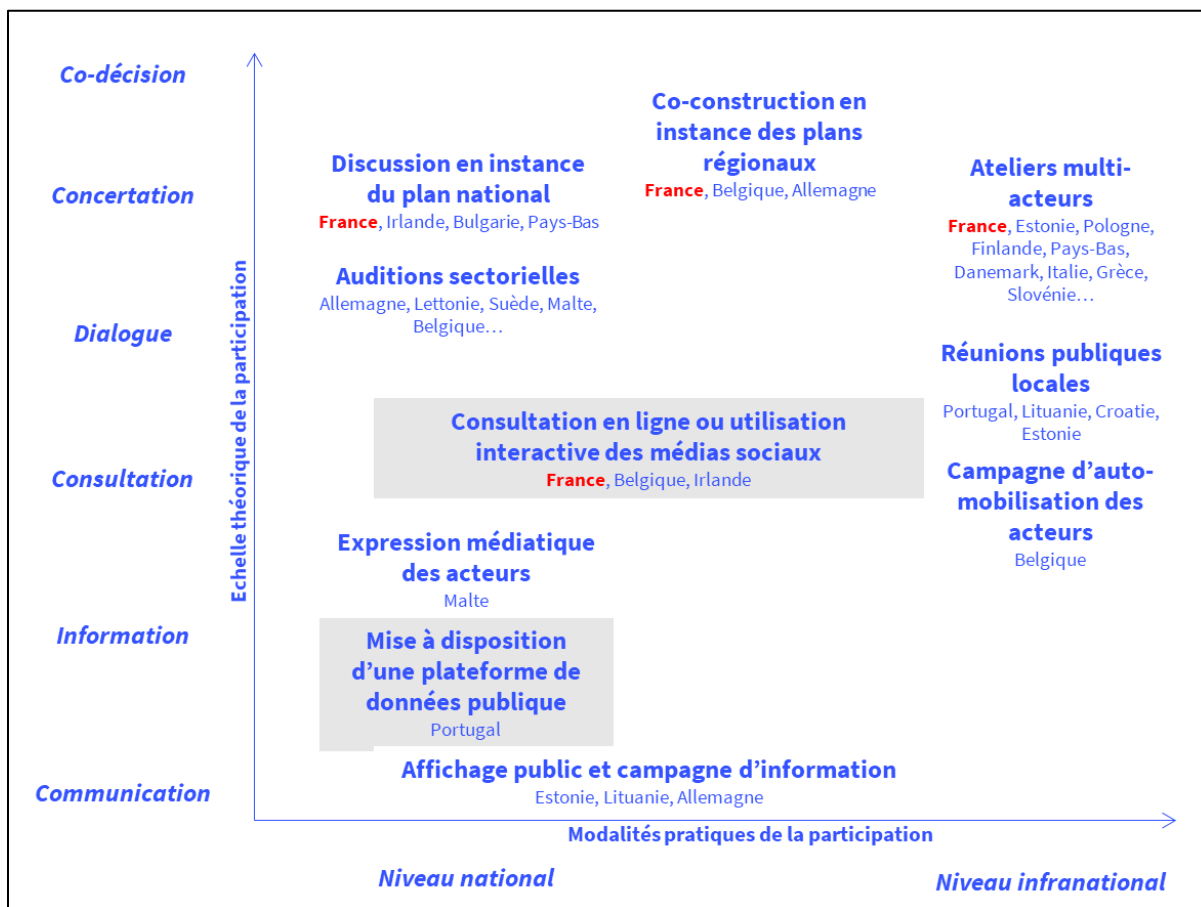 Co-décision
Co-construction en
instance des plans
régionaux
France, Belgique, Allemagne
Discussion en instance
du plan national
France, Irlande, Bulgarie, Pays-Bas
Ateliers multi-
acteurs
France, Estonie, Pologne,
Finlande, Pays-Bas,
Danemark, Italie, Grèce,
Slovénie…
Concertation
Auditions sectorielles
Allemagne, Lettonie, Suède, Malte,
Belgique…
Dialogue
Réunions publiques
locales
Portugal, Lituanie, Croatie,
Estonie
Consultation en ligne ou utilisation
interactive des médias sociaux
France, Belgique, Irlande
Consultation
Campagne d’auto-
mobilisation des
acteurs
Belgique
Expression médiatique
des acteurs
Malte
Information
Mise à disposition
d’une plateforme de
données publique
Portugal
Affichage public et campagne d’information
Estonie, Lituanie, Allemagne
Communication
Echelle théorique de la participation
Modalités pratiques de la participation
Niveau national
Niveau infranational